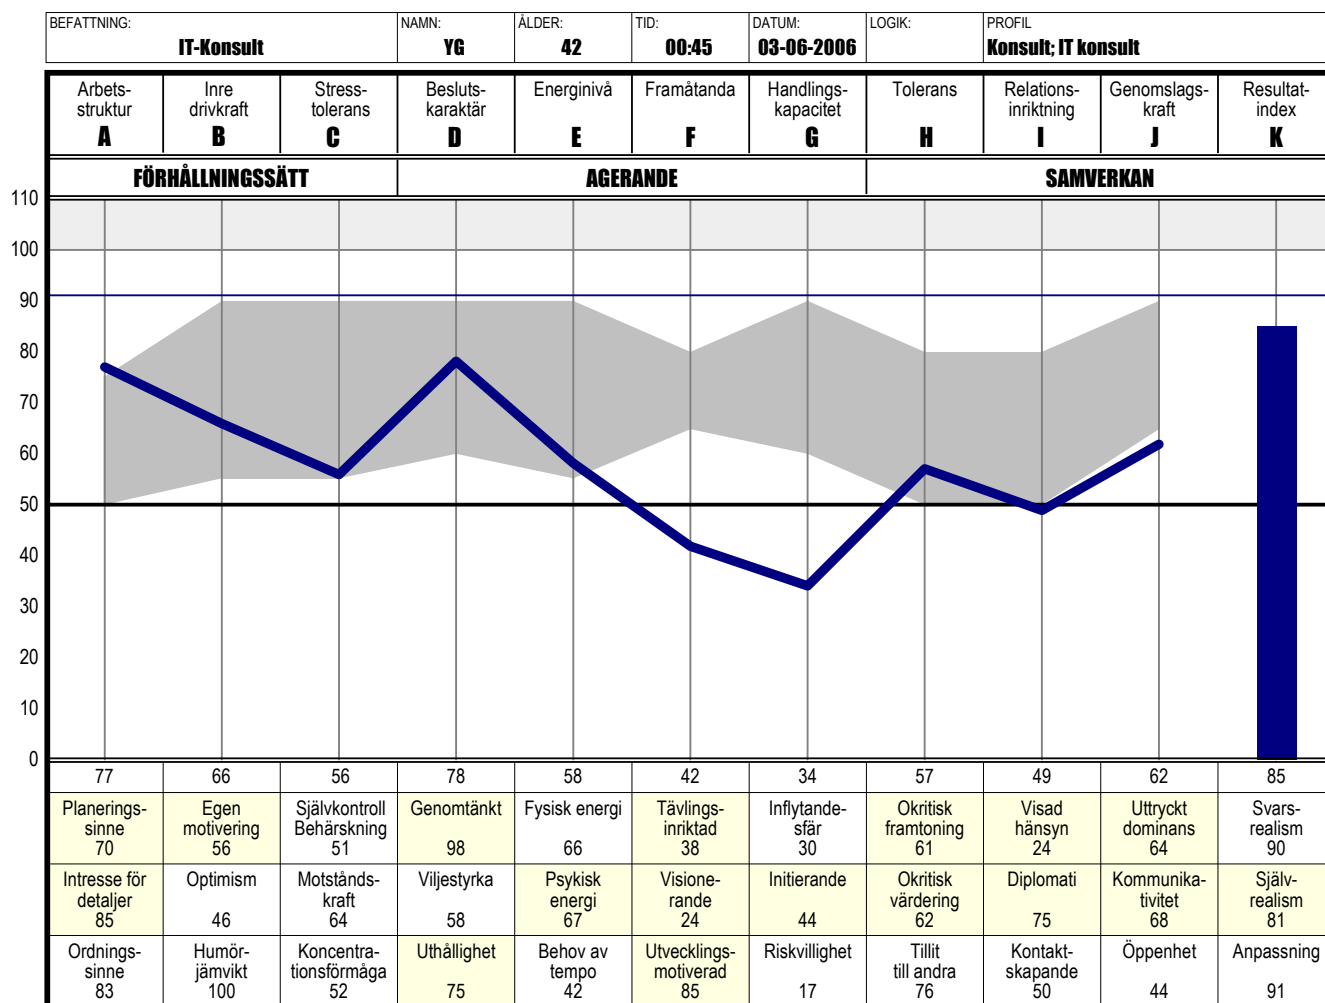 BEFATTNING: NAMN: ÅLDER: TID: DATUM: LOGIK: PROFIL
IT-Konsult YG 42 00:45 03-06-2006 Konsult; IT konsult
Arbets- Inre Stress- Besluts- Energinivå Framåtanda Handlings- Tolerans Relations- Genomslags- Resultat-
struktur drivkraft tolerans karaktär kapacitet inriktning kraft index
A B C D E F G H I J K
FÖRHÅLLNINGSSÄTT AGERANDE SAMVERKAN
110
100
90
80
70
60
50
40
30
20
10
0
77 66 56 78 58 42 34 57 49 62 85
Planerings- Egen Självkontroll Genomtänkt Fysisk energi Tävlings- Inflytande- Okritisk Visad Uttryckt Svars-
sinne motivering Behärskning inriktad sfär framtoning hänsyn dominans realism
70 56 51 98 66 38 30 61 24 64 90
Intresse för Optimism Motstånds- Viljestyrka Psykisk Visione- Initierande Okritisk Diplomati Kommunika- Själv-
detaljer kraft energi rande värdering tivitet realism
85 46 64 58 67 24 44 62 75 68 81
Ordnings- Humör- Koncentra- Uthållighet Behov av Utvecklings- Riskvillighet Tillit Kontakt- Öppenhet Anpassning
sinne jämvikt tionsförmåga tempo motiverad till andra skapande
83 100 52 75 42 85 17 76 50 44 91